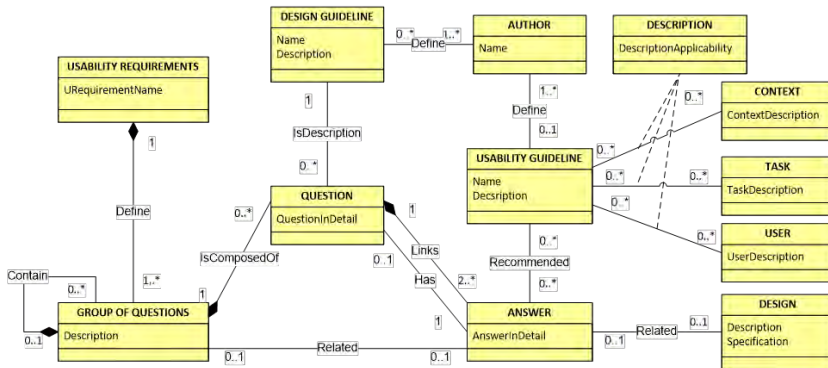 DESIGN GUIDELINE
Name
Description
0..*
Define
1..*
AUTHOR
Name
DESCRIPTION
DescriptionApplicability
USABILITY REQUIREMENTS
URequirementName
1
IsDescription
0..*
1..*
Define
0..1
0..*
CONTEXT
ContextDescription
0..*
1
Define
1..*
USABILITY GUIDELINE
Name
Decsription
0..*
0..*
0..*
0..*
TASK
TaskDescription
QUESTION
QuestionInDetail
0..*
IsComposedOf
1
1
Links
2..*
0..1
Has
1
0..*
Recommended
0..*
0..*
USER
UserDescription
Contain
0..*
0..1
GROUP OF QUESTIONS
Description
0..1
Related
0..1
ANSWER
AnswerInDetail
0..1
Related
0..1
DESIGN
Description
Specification